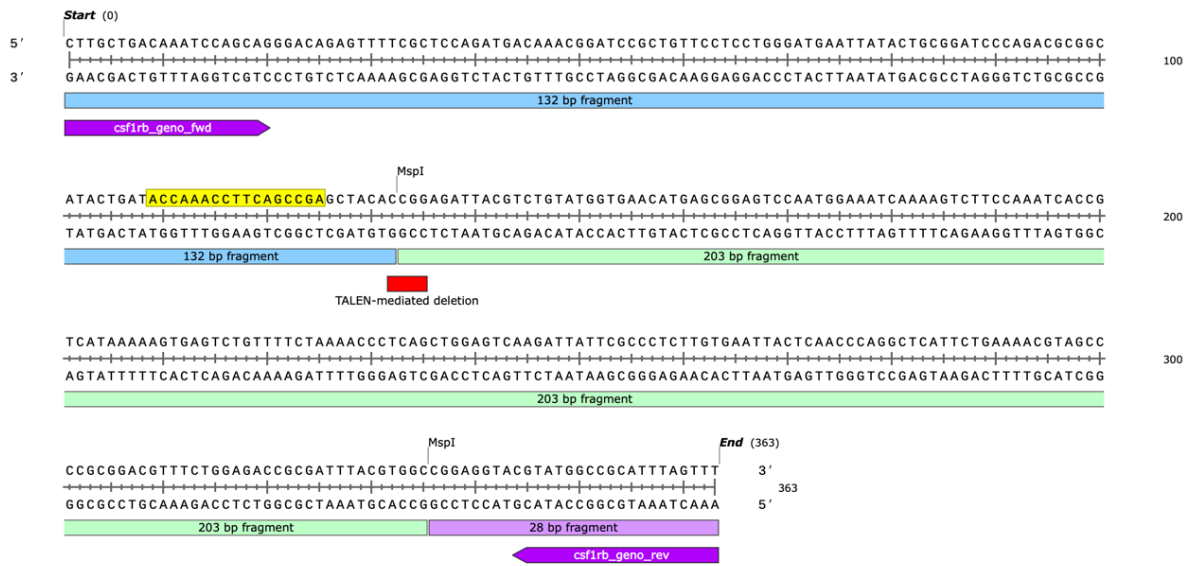 Start (0)
5′ CTTGCTGACAAATCCAGCAGGGACAGAGTTTTCGCTCCAGATGACAAACGGATCCGCTGTTCCTCCTGGGATGAATTATACTGCGGATCCCAGACGCGGC
100
3′ GAACGACTGTTTAGGTCGTCCCTGTCTCAAAAGCGAGGTCTACTGTTTGCCTAGGCGACAAGGAGGACCCTACTTAATATGACGCCTAGGGTCTGCGCCG
132 bp fragment
csf1rb_geno_fwd
MspI
ATACTGATACCAAACCTTCAGCCGAGCTACACCGGAGATTACGTCTGTATGGTGAACATGAGCGGAGTCCAATGGAAATCAAAAGTCTTCCAAATCACCG
200
TATGACTATGGTTTGGAAGTCGGCTCGATGTGGCCTCTAATGCAGACATACCACTTGTACTCGCCTCAGGTTACCTTTAGTTTTCAGAAGGTTTAGTGGC
132 bp fragment 203 bp fragment
TALEN-mediated deletion
TCATAAAAAGTGAGTCTGTTTTCTAAAACCCTCAGCTGGAGTCAAGATTATTCGCCCTCTTGTGAATTACTCAACCCAGGCTCATTCTGAAAACGTAGCC
300
AGTATTTTTCACTCAGACAAAAGATTTTGGGAGTCGACCTCAGTTCTAATAAGCGGGAGAACACTTAATGAGTTGGGTCCGAGTAAGACTTTTGCATCGG
203 bp fragment
MspI End (363)
CCGCGGACGTTTCTGGAGACCGCGATTTACGTGGCCGGAGGTACGTATGGCCGCATTTAGTTT 3′
363
GGCGCCTGCAAAGACCTCTGGCGCTAAATGCACCGGCCTCCATGCATACCGGCGTAAATCAAA 5′
203 bp fragment 28 bp fragment
csf1rb_geno_rev